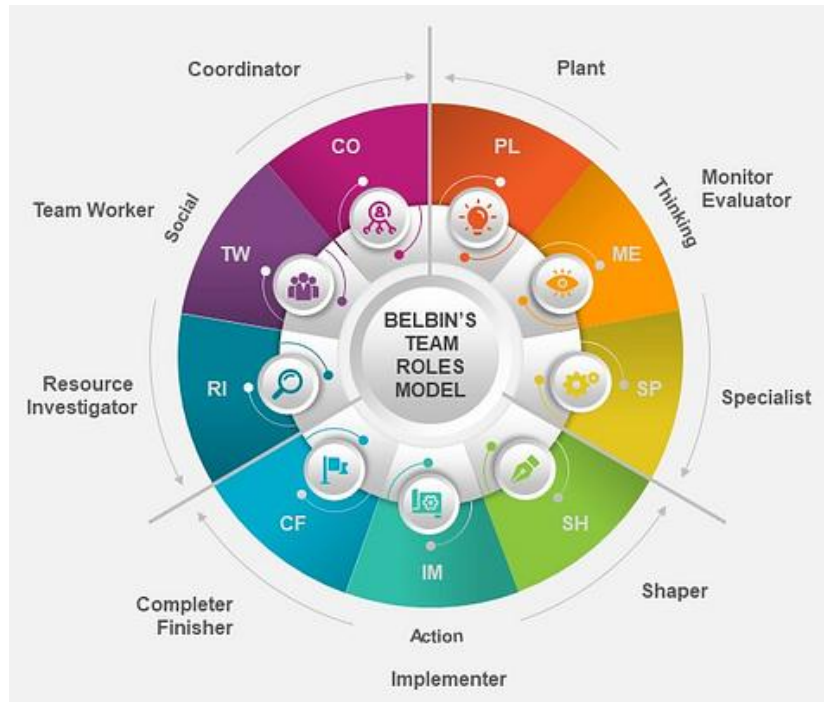 Coordinator
Plant
CO
PL
Team Worker
Social
Thinking
Monitor
Evaluator
TW
ME
BELBIN'S
TEAM
ROLES
MODEL
Resource
Investigator
RI
SP
Specialist
CF
IM
SH
Completer
Finisher
Action
Shaper
Implementer